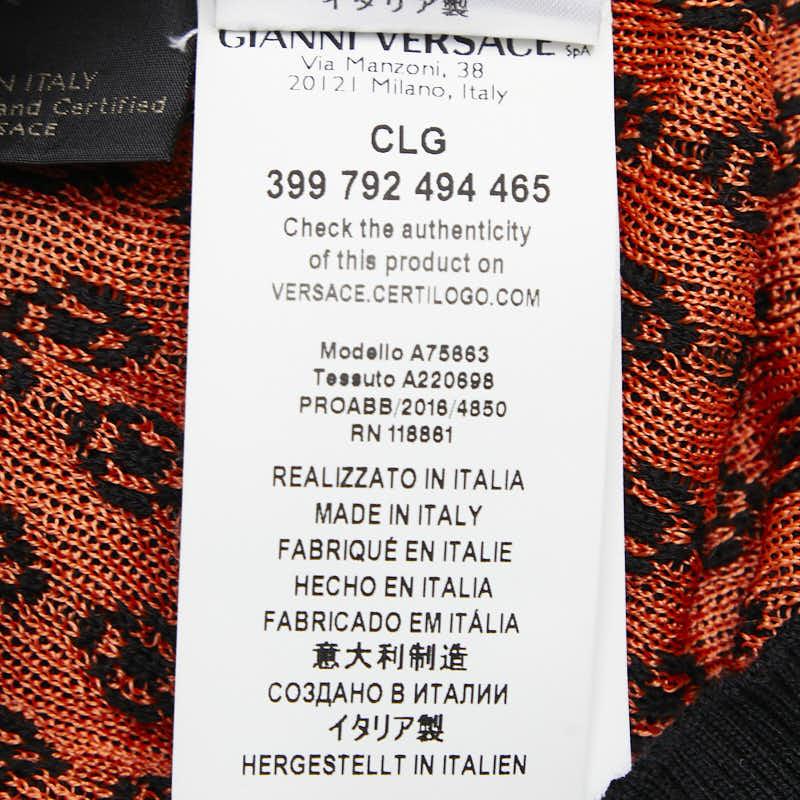 イタリア製
GIANNI VERSACE SpA
Via Manzoni, 38
20121 Milano, Italy
N ITALY
and Certified
SACE
CLG
399 792 494 465
Check the authenticity
of this product on
VERSACE.CERTILOGO.COM
Modello A75663
Tessuto A220698
PROABB/2016/4850
RN 118861
REALIZZATO IN ITALIA
MADE IN ITALY
FABRIQUÉ EN ITALIE
HECHO EN ITALIA
FABRICADO EM ITÁLIA
意大利制造
СОЗДАНО В ИТАЛИИ
イタリア製
HERGESTELLT IN ITALIEN